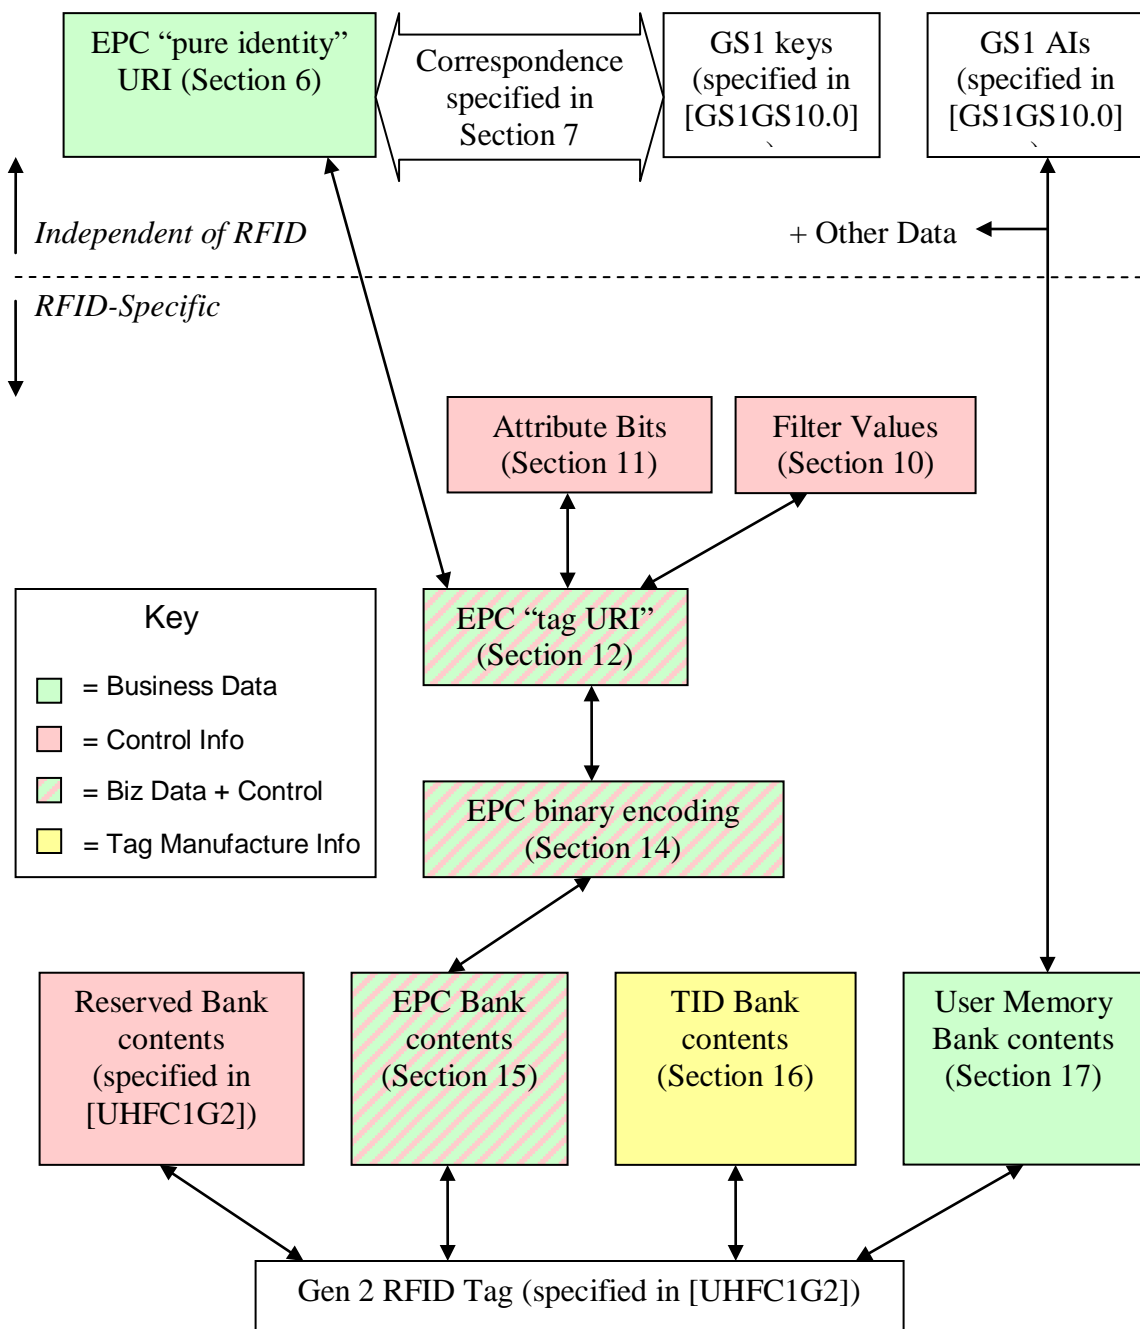 EPC “pure identity”
URI (Section 6)
Correspondence
specified in
Section 7
GS1 keys
(specified in
[GS1GS10.0]
、
GS1 AIs
(specified in
[GS1GS10.0]
、
Independent of RFID
+ Other Data
RFID-Specific
Attribute Bits
(Section 11)
Filter Values
(Section 10)
EPC “tag URI”
(Section 12)
Key
= Business Data
= Control Info
= Biz Data + Control
= Tag Manufacture Info
EPC binary encoding
(Section 14)
Reserved Bank
contents
(specified in
[UHFC1G2])
EPC Bank
contents
(Section 15)
TID Bank
contents
(Section 16)
User Memory
Bank contents
(Section 17)
Gen 2 RFID Tag (specified in [UHFC1G2])